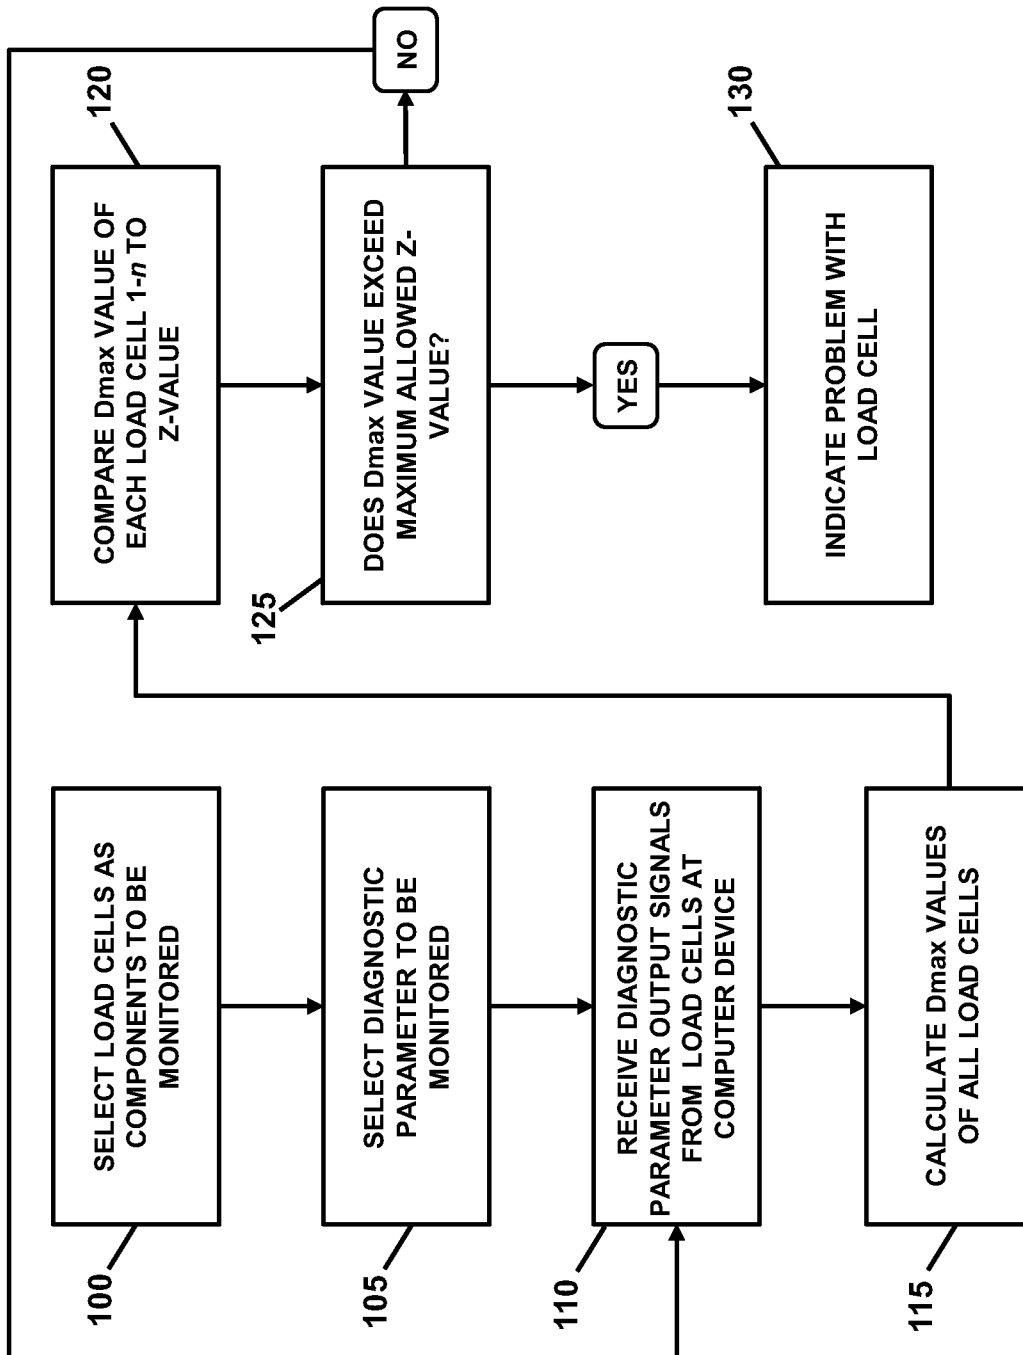 100
SELECT LOAD CELLS AS
COMPONENTS TO BE
MONITORED
105
SELECT DIAGNOSTIC
PARAMETER TO BE
MONITORED
110
RECEIVE DIAGNOSTIC
PARAMETER OUTPUT SIGNALS
FROM LOAD CELLS AT
COMPUTER DEVICE
115
CALCULATE Dmax VALUES
OF ALL LOAD CELLS
120
COMPARE Dmax VALUE OF
EACH LOAD CELL 1-n TO
Z-VALUE
125
DOES Dmax VALUE EXCEED
MAXIMUM ALLOWED Z-
VALUE?
NO
YES
130
INDICATE PROBLEM WITH
LOAD CELL